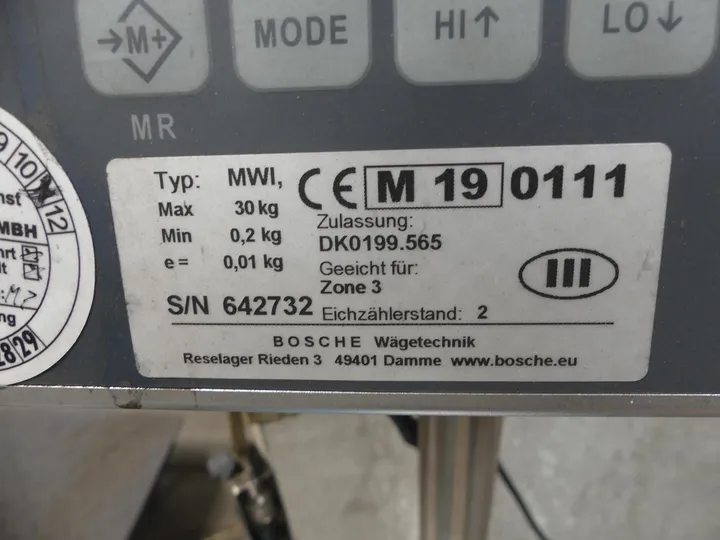 →M+
MODE
HI↑
LO↓
MR
Typ: MWI,
Max 30 kg
Min 0,2 kg
e = 0,01 kg
S/N 642732
CE M 19 0111
Zulassung:
DK0199.565
Geeicht für:
Zone 3
Eichzählerstand: 2
III
BOSCHE Wägetechnik
Reselager Rieden 3 49401 Damme www.bosche.eu
9 10 12
MBH
29